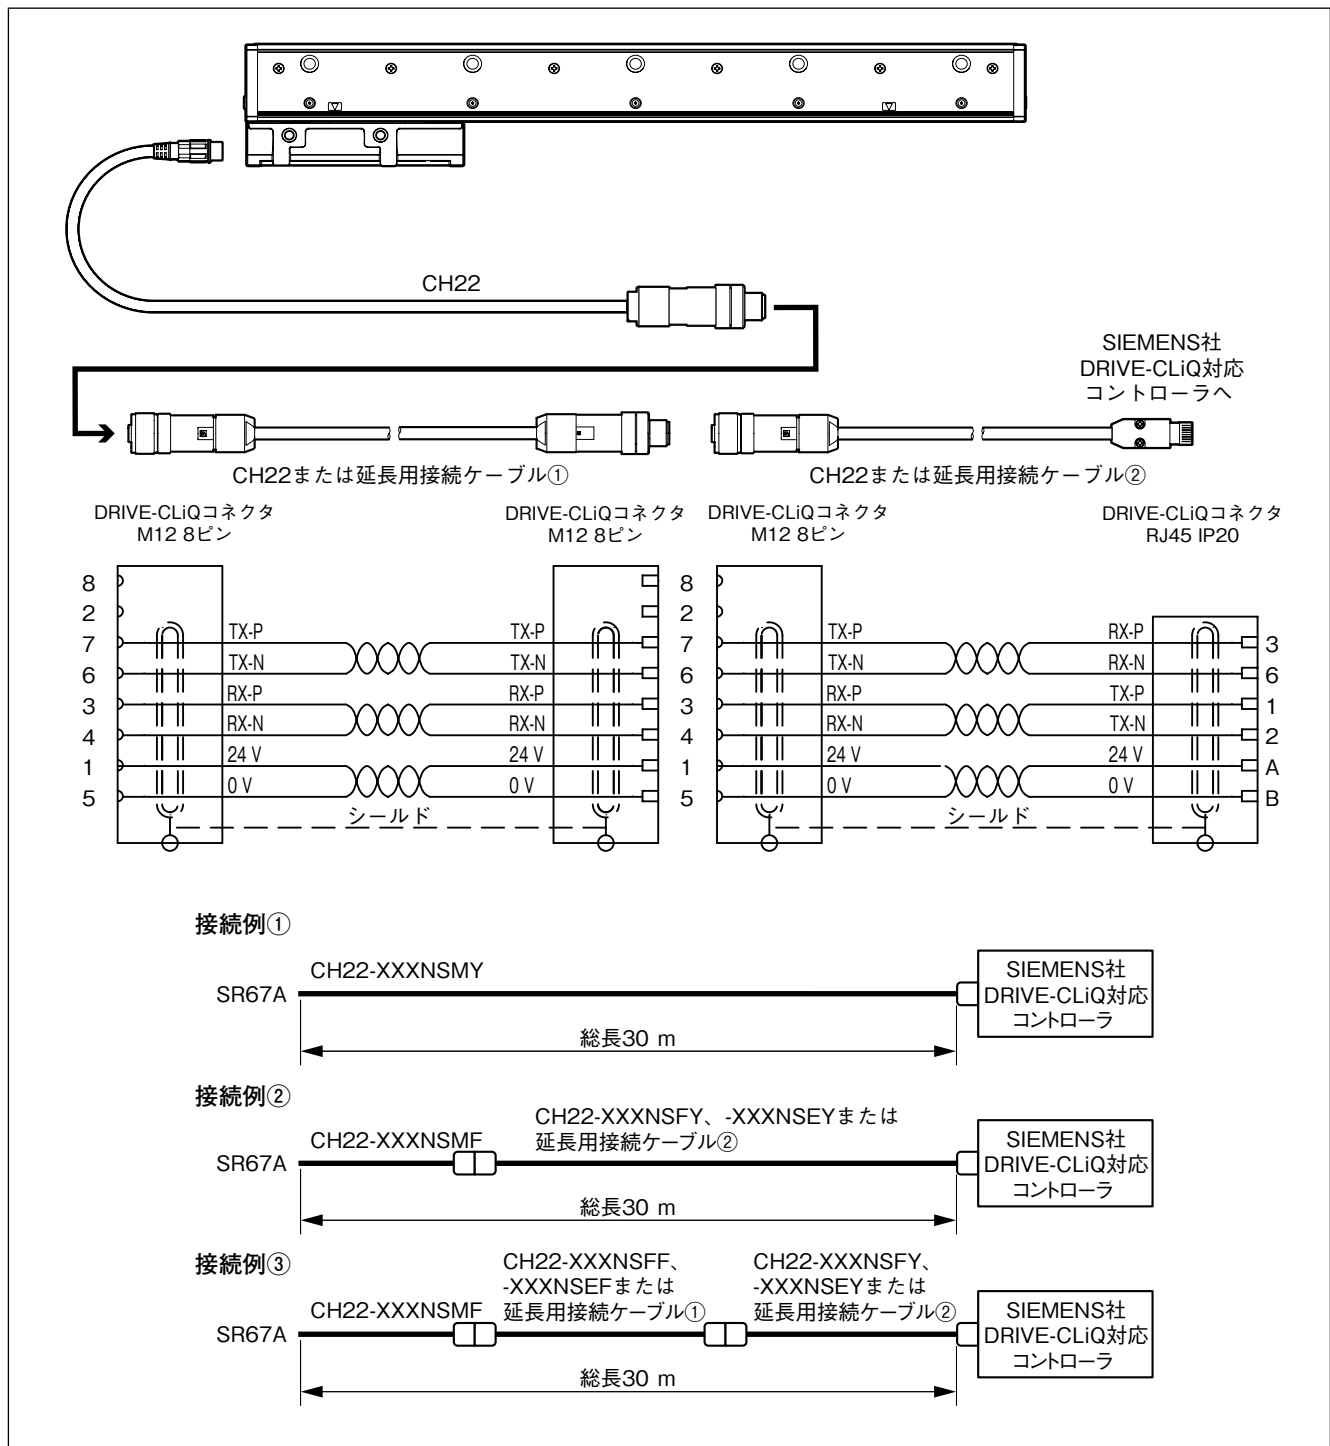 CH22
SIEMENS社
DRIVE-CLiQ対応
コントローラへ
CH22または延長用接続ケーブル①
CH22または延長用接続ケーブル②
DRIVE-CLiQコネクタ
M12 8ピン
DRIVE-CLiQコネクタ
M12 8ピン
DRIVE-CLiQコネクタ
M12 8ピン
DRIVE-CLiQコネクタ
RJ45 IP20
8
8
2
2
7 TX-P TX-P
7 TX-P RX-P 3
6 TX-N TX-N
6 TX-N RX-N 6
3 RX-P RX-P
3 RX-P TX-P 1
4 RX-N RX-N
4 RX-N TX-N 2
1 24 V 24 V
1 24 V 24 V A
5 0 V 0 V
5 0 V 0 V B
シールド
シールド
接続例①
CH22-XXXNSMY
SR67A
SIEMENS社
DRIVE-CLiQ対応
コントローラ
総長30 m
接続例②
CH22-XXXNSMF
CH22-XXXNSFY、-XXXNSEYまたは
延長用接続ケーブル②
SR67A
SIEMENS社
DRIVE-CLiQ対応
コントローラ
総長30 m
接続例③
CH22-XXXNSMF
CH22-XXXNSFF、
-XXXNSEFまたは
延長用接続ケーブル①
CH22-XXXNSFY、
-XXXNSEYまたは
延長用接続ケーブル②
SR67A
SIEMENS社
DRIVE-CLiQ対応
コントローラ
総長30 m